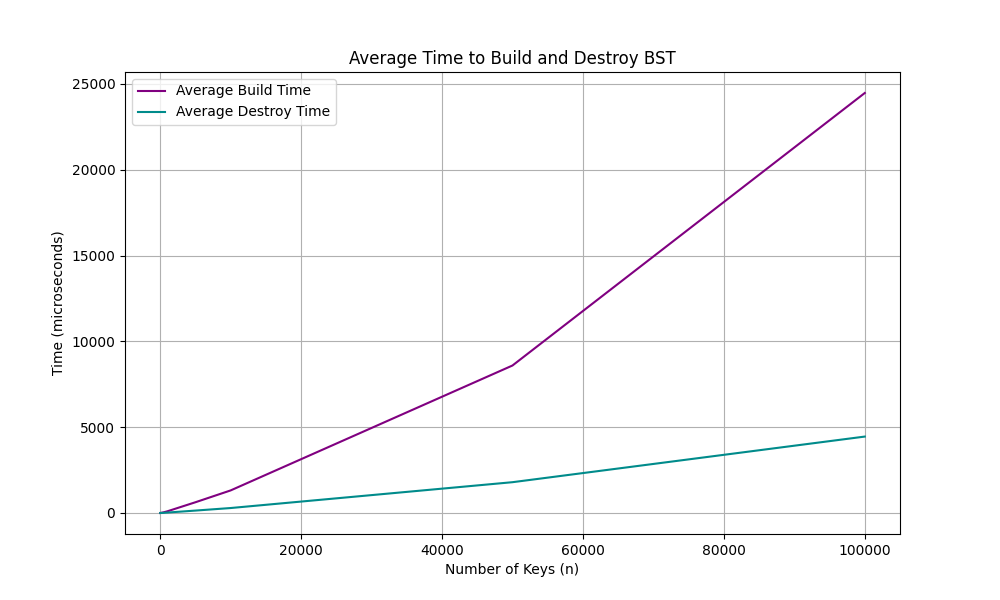 Average Time to Build and Destroy BST
Average Build Time
Average Destroy Time
25000
20000
15000
10000
5000
0
Time (microseconds)
0 20000 40000 60000 80000 100000
Number of Keys (n)